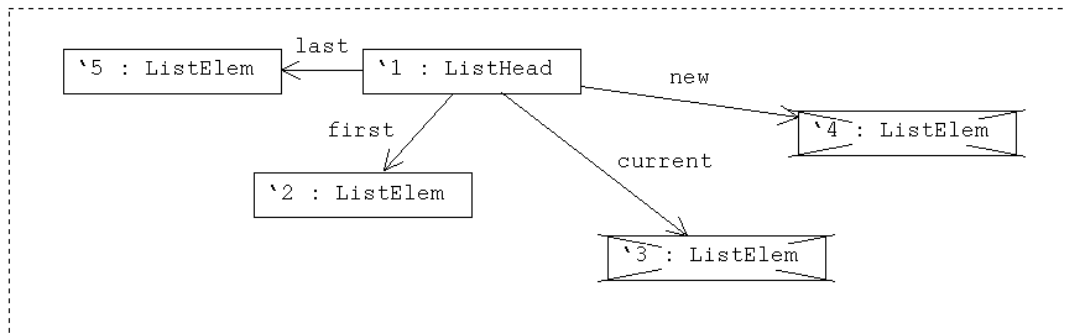 last
`5 : ListElem
`1 : ListHead
new
`4 : ListElem
first
current
`2 : ListElem
`3 : ListElem